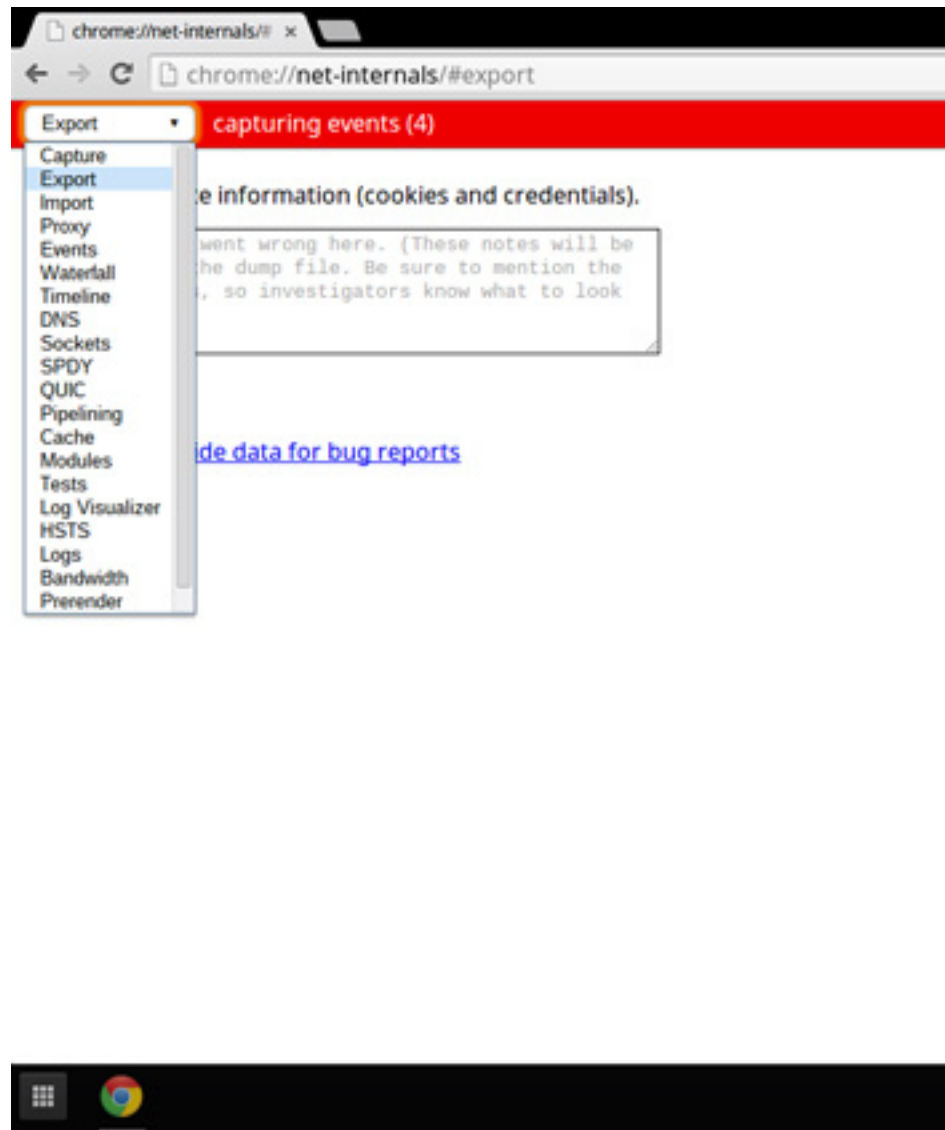 chrome://net-internals/#
chrome://net-internals/#export
Export
capturing events (4)
Capture
Export
Import
Proxy
Events
Waterfall
Timeline
DNS
Sockets
SPDY
QUIC
Pipelining
Cache
Modules
Tests
Log Visualizer
HSTS
Logs
Bandwidth
Prerender
e information (cookies and credentials).
went wrong here. (These notes will be
he dump file. Be sure to mention the
, so investigators know what to look
ide data for bug reports